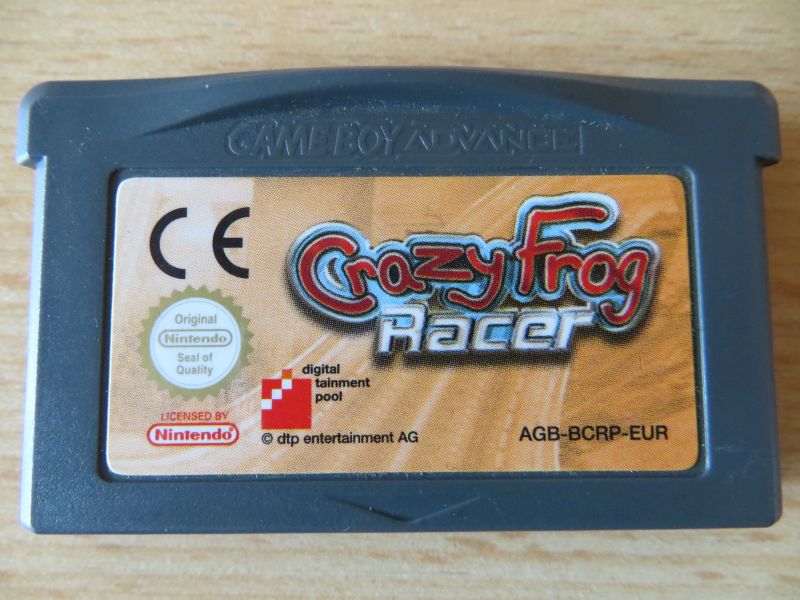 GAME BOY ADVANCE
CE
Crazy Frog
Racer
Original
Nintendo
Seal of
Quality
digital
tainment
pool
LICENSED BY
Nintendo
© dtp entertainment AG
AGB-BCRP-EUR